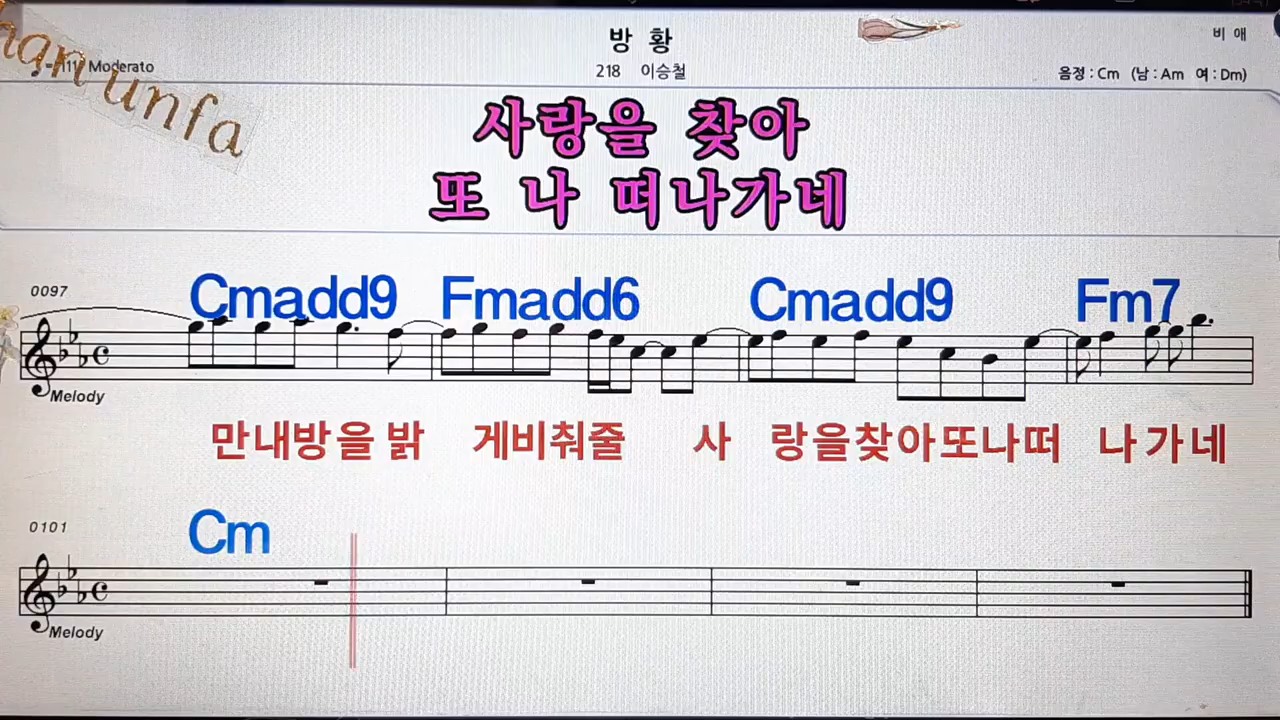 방 황
비 애
Moderato
218 이승철
음정 : Cm (남 : Am 여 : Dm)
unfa
사랑을 찾아
또 나 떠나가네
0097
Cmadd9 Fmadd6 Cmadd9 Fm7
Melody
만내방을 밝 게비춰줄 사 랑을찾아또나떠 나가네
0101
Cm
Melody